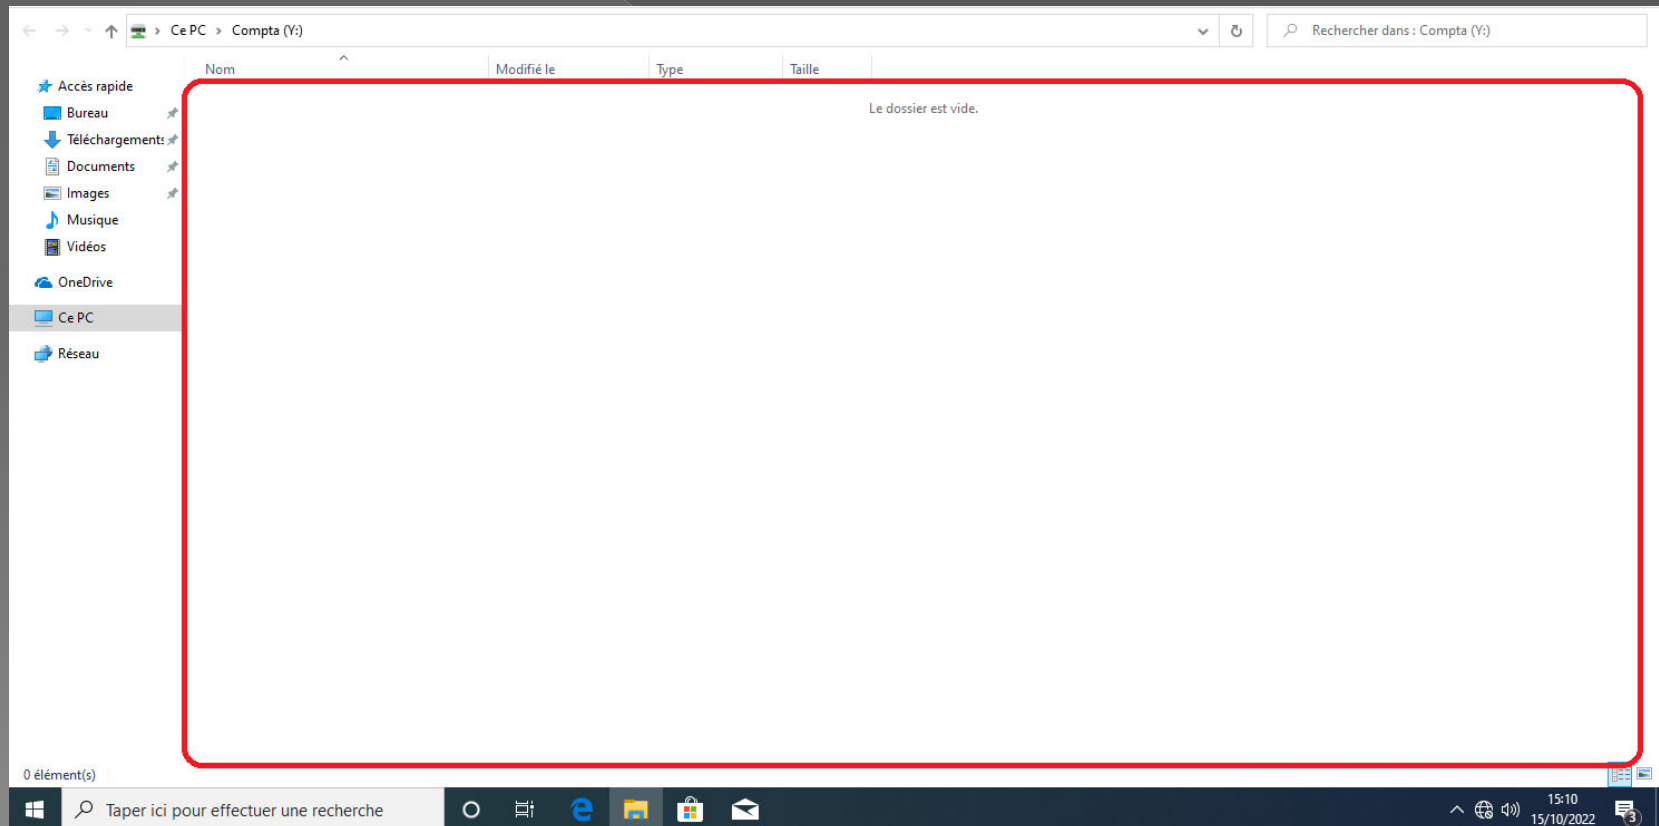 Ce PC > Compta (Y:)
Rechercher dans : Compta (Y:)
Nom
Modifié le
Type
Taille
Accès rapide
Bureau
Téléchargements
Documents
Images
Musique
Vidéos
OneDrive
Ce PC
Réseau
Le dossier est vide.
0 élément(s)
Taper ici pour effectuer une recherche
15:10
15/10/2022
3